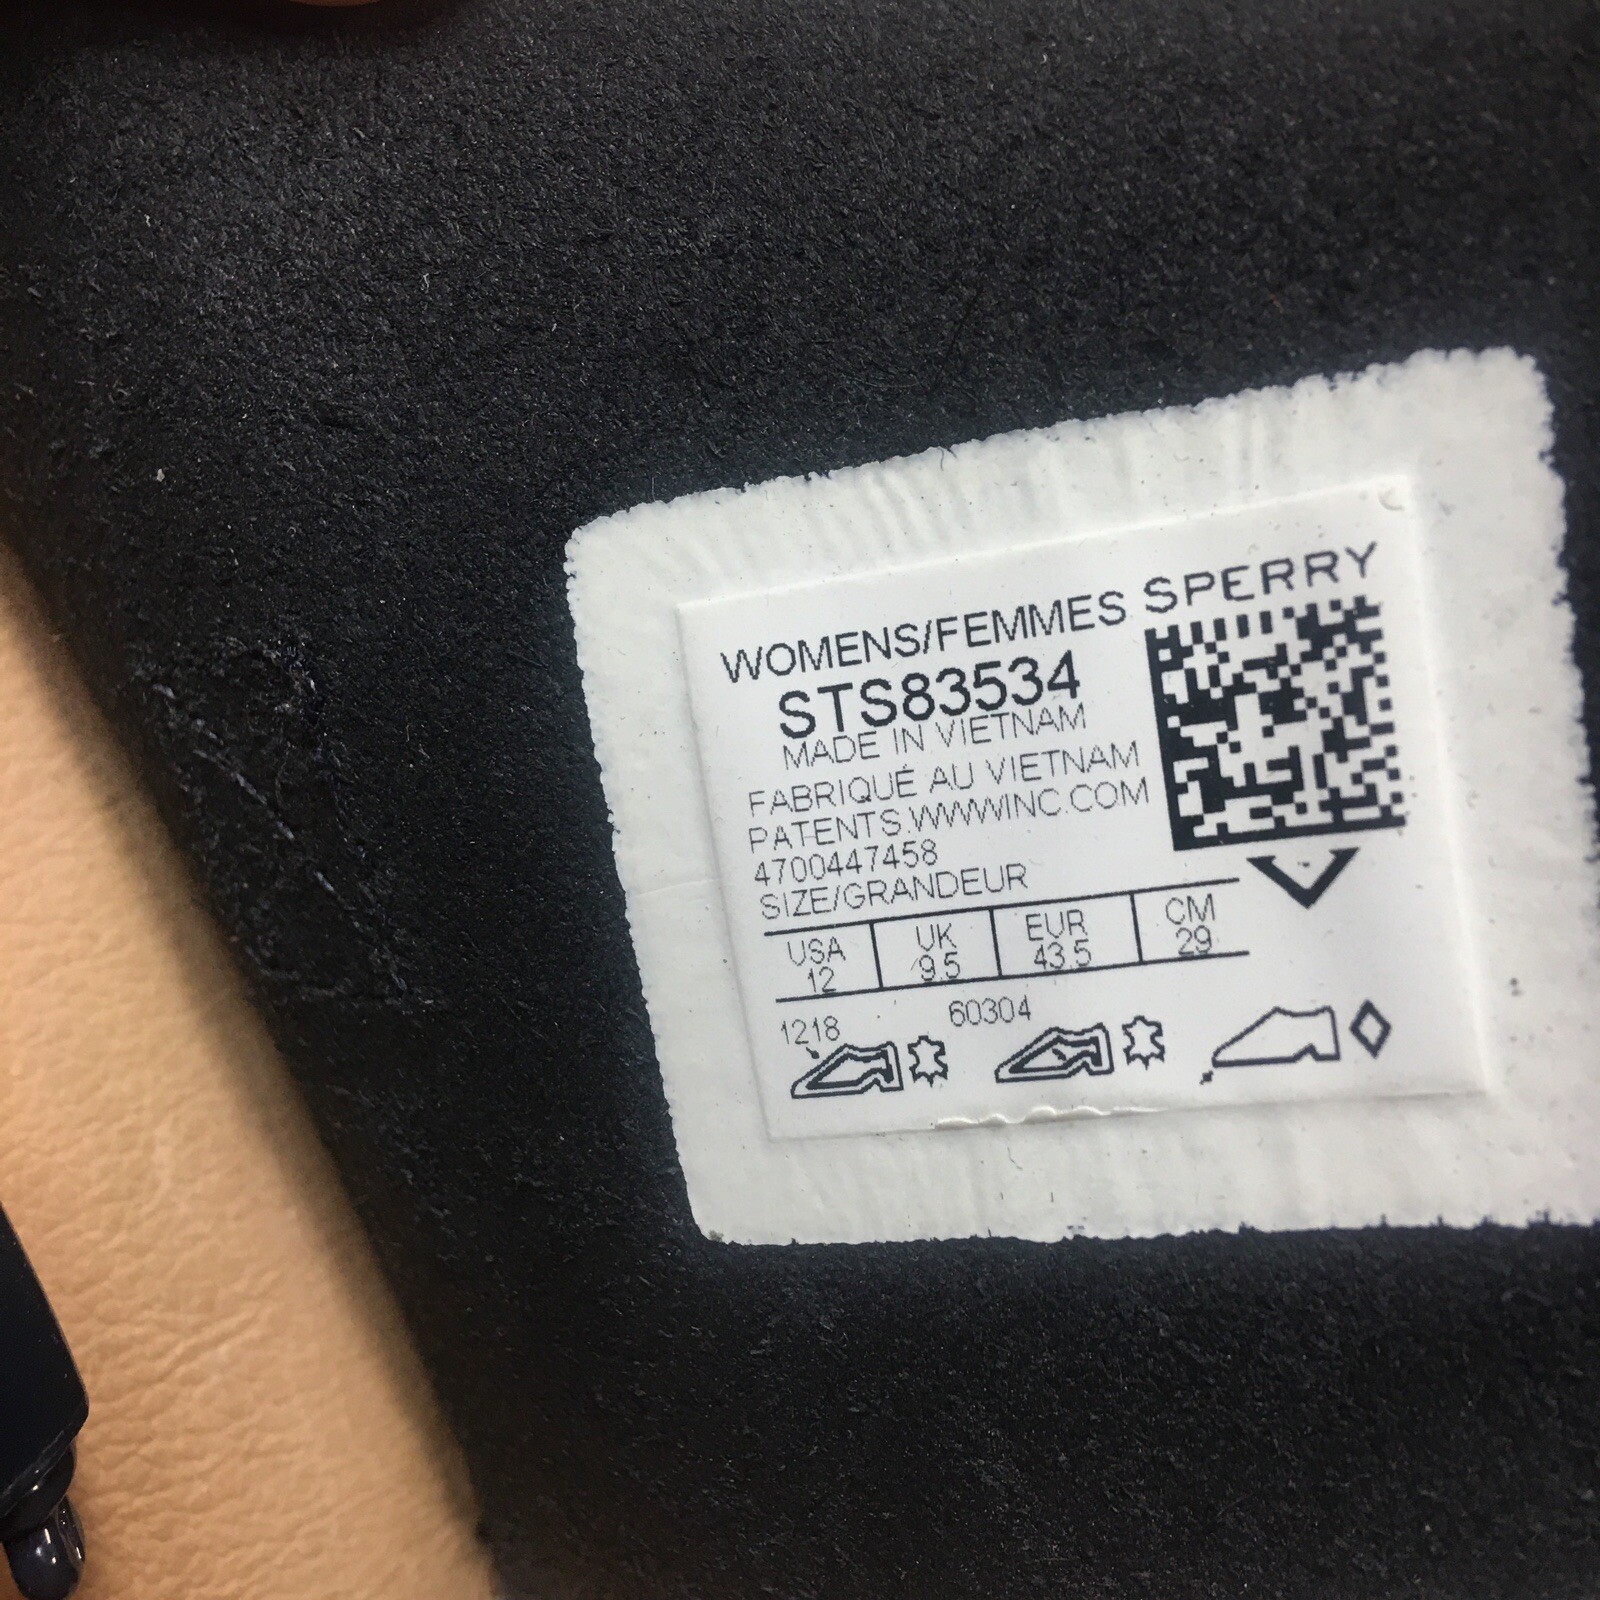 WOMENS/FEMMES SPERRY
STS83534
MADE IN VIETNAM
FABRIQUÉ AU VIETNAM
PATENTS.WWWINC.COM
4700447458
SIZE/GRANDEUR
USA UK EUR CM
12 9.5 43.5 29
1218 60304